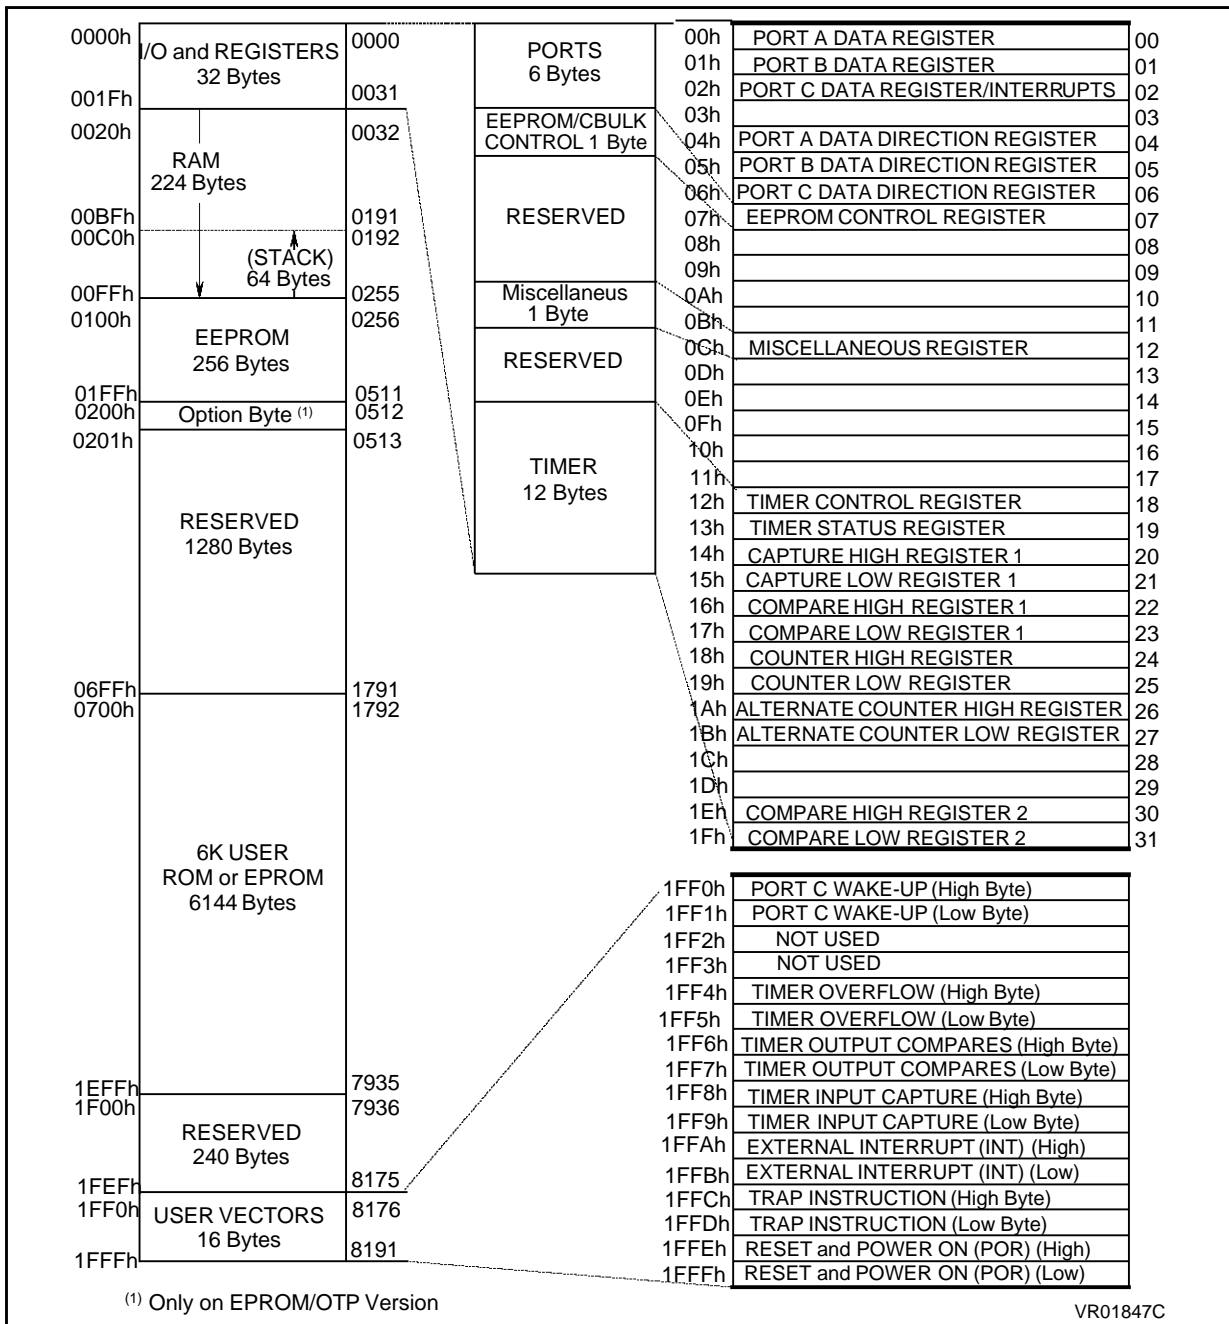 0000h
I/O and REGISTERS
32 Bytes
0000
001Fh
0031
0020h
0032
RAM
224 Bytes
00BFh
0191
00C0h
0192
(STACK)
64 Bytes
00FFh
0255
0100h
0256
EEPROM
256 Bytes
01FFh
0511
0200h
Option Byte (1)
0512
0201h
0513
RESERVED
1280 Bytes
06FFh
1791
0700h
1792
6K USER
ROM or EPROM
6144 Bytes
1EFFh
7935
1F00h
7936
RESERVED
240 Bytes
1FEFh
8175
1FF0h
8176
USER VECTORS
16 Bytes
1FFFh
8191
PORTS
6 Bytes
EEPROM/CBULK
CONTROL 1 Byte
RESERVED
Miscellaneus
1 Byte
RESERVED
TIMER
12 Bytes
00h PORT A DATA REGISTER 00
01h PORT B DATA REGISTER 01
02h PORT C DATA REGISTER/INTERRUPTS 02
03h 03
04h PORT A DATA DIRECTION REGISTER 04
05h PORT B DATA DIRECTION REGISTER 05
06h PORT C DATA DIRECTION REGISTER 06
07h EEPROM CONTROL REGISTER 07
08h 08
09h 09
0Ah 10
0Bh 11
0Ch MISCELLANEOUS REGISTER 12
0Dh 13
0Eh 14
0Fh 15
10h 16
11h 17
12h TIMER CONTROL REGISTER 18
13h TIMER STATUS REGISTER 19
14h CAPTURE HIGH REGISTER 1 20
15h CAPTURE LOW REGISTER 1 21
16h COMPARE HIGH REGISTER 1 22
17h COMPARE LOW REGISTER 1 23
18h COUNTER HIGH REGISTER 24
19h COUNTER LOW REGISTER 25
1Ah ALTERNATE COUNTER HIGH REGISTER 26
1Bh ALTERNATE COUNTER LOW REGISTER 27
1Ch 28
1Dh 29
1Eh COMPARE HIGH REGISTER 2 30
1Fh COMPARE LOW REGISTER 2 31
1FF0h PORT C WAKE-UP (High Byte)
1FF1h PORT C WAKE-UP (Low Byte)
1FF2h NOT USED
1FF3h NOT USED
1FF4h TIMER OVERFLOW (High Byte)
1FF5h TIMER OVERFLOW (Low Byte)
1FF6h TIMER OUTPUT COMPARES (High Byte)
1FF7h TIMER OUTPUT COMPARES (Low Byte)
1FF8h TIMER INPUT CAPTURE (High Byte)
1FF9h TIMER INPUT CAPTURE (Low Byte)
1FFAh EXTERNAL INTERRUPT (INT) (High)
1FFBh EXTERNAL INTERRUPT (INT) (Low)
1FFCh TRAP INSTRUCTION (High Byte)
1FFDh TRAP INSTRUCTION (Low Byte)
1FFEh RESET and POWER ON (POR) (High)
1FFFh RESET and POWER ON (POR) (Low)
(1) Only on EPROM/OTP Version
VR01847C